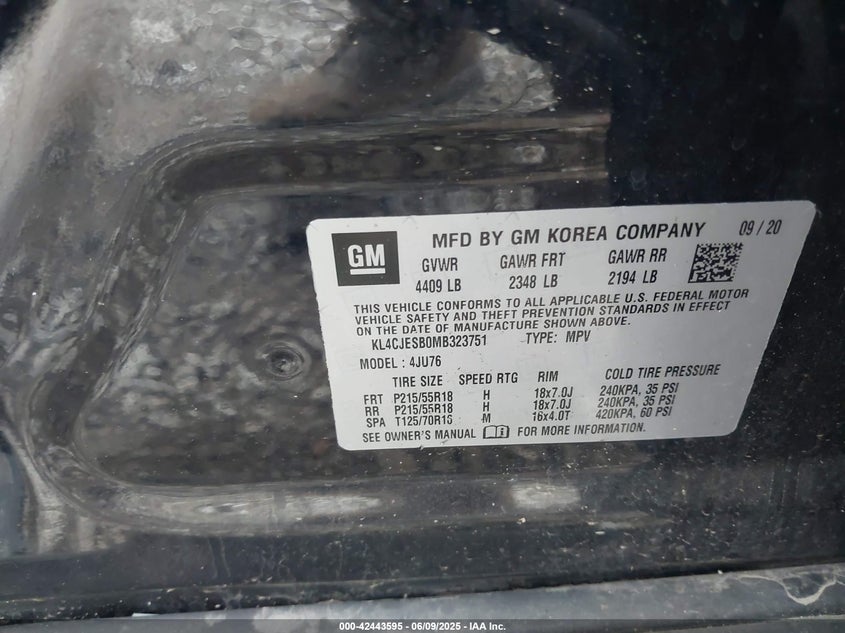 GM
MFD BY GM KOREA COMPANY 09 / 20
GVWR GAWR FRT GAWR RR
4409 LB 2348 LB 2194 LB
THIS VEHICLE CONFORMS TO ALL APPLICABLE U.S. FEDERAL MOTOR
VEHICLE SAFETY AND THEFT PREVENTION STANDARDS IN EFFECT
ON THE DATE OF MANUFACTURE SHOWN ABOVE.
KL4CJESB0MB323751 TYPE: MPV
MODEL : 4JU76
TIRE SIZE SPEED RTG RIM COLD TIRE PRESSURE
FRT P215/55R18 H 18x7.0J 240KPA, 35 PSI
RR P215/55R18 H 18x7.0J 240KPA, 35 PSI
SPA T125/70R16 M 16x4.0T 420KPA, 60 PSI
SEE OWNER'S MANUAL FOR MORE INFORMATION.
000-42443595 - 06/09/2025 - IAA Inc.